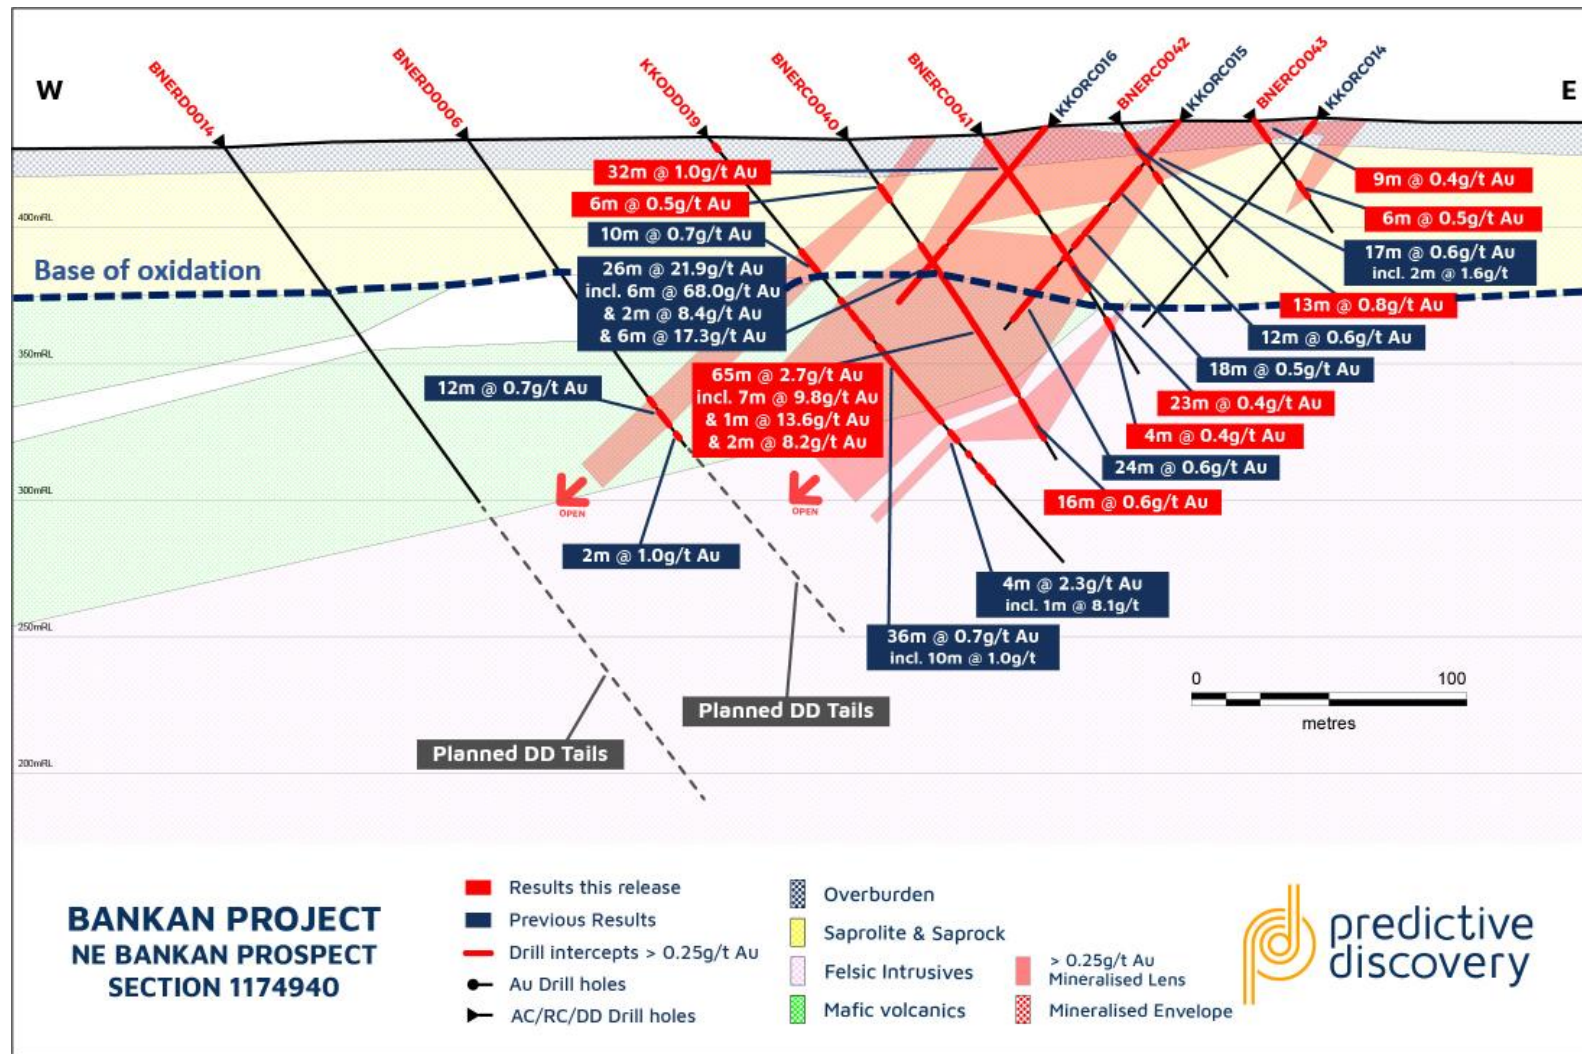 W
E
BNERD0014
BNERD0006
KKODD019
BNERC0040
BNERC0041
KKORC016
BNERC0042
KKORC015
BNERC0043
KKORC014
32m @ 1.0g/t Au
6m @ 0.5g/t Au
10m @ 0.7g/t Au
26m @ 21.9g/t Au
incl. 6m @ 68.0g/t Au
& 2m @ 8.4g/t Au
& 6m @ 17.3g/t Au
65m @ 2.7g/t Au
incl. 7m @ 9.8g/t Au
& 1m @ 13.6g/t Au
& 2m @ 8.2g/t Au
12m @ 0.7g/t Au
2m @ 1.0g/t Au
9m @ 0.4g/t Au
6m @ 0.5g/t Au
17m @ 0.6g/t Au
incl. 2m @ 1.6g/t
13m @ 0.8g/t Au
12m @ 0.6g/t Au
18m @ 0.5g/t Au
23m @ 0.4g/t Au
4m @ 0.4g/t Au
24m @ 0.6g/t Au
16m @ 0.6g/t Au
4m @ 2.3g/t Au
incl. 1m @ 8.1g/t
36m @ 0.7g/t Au
incl. 10m @ 1.0g/t
Base of oxidation
400mRL
350mRL
300mRL
250mRL
200mRL
OPEN
OPEN
Planned DD Tails
Planned DD Tails
0 100
metres
BANKAN PROJECT
NE BANKAN PROSPECT
SECTION 1174940
Results this release
Previous Results
Drill intercepts > 0.25g/t Au
Au Drill holes
AC/RC/DD Drill holes
Overburden
Saprolite & Saprock
Felsic Intrusives
Mafic volcanics
> 0.25g/t Au
Mineralised Lens
Mineralised Envelope
predictive
discovery